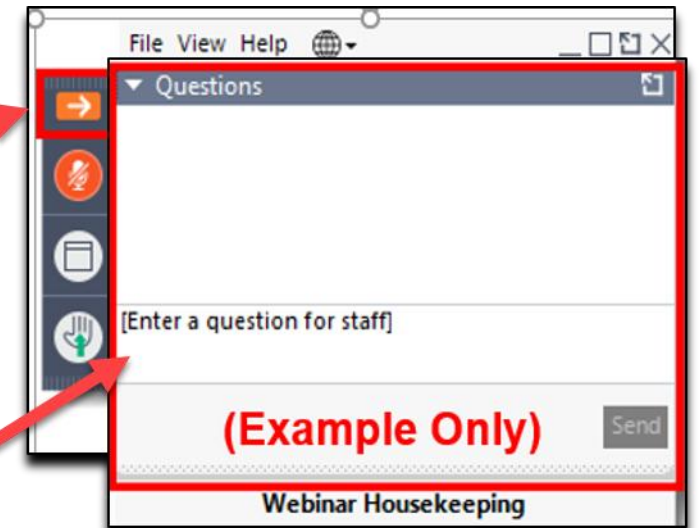 File View Help
Questions
[Enter a question for staff]
(Example Only)
Send
Webinar Housekeeping